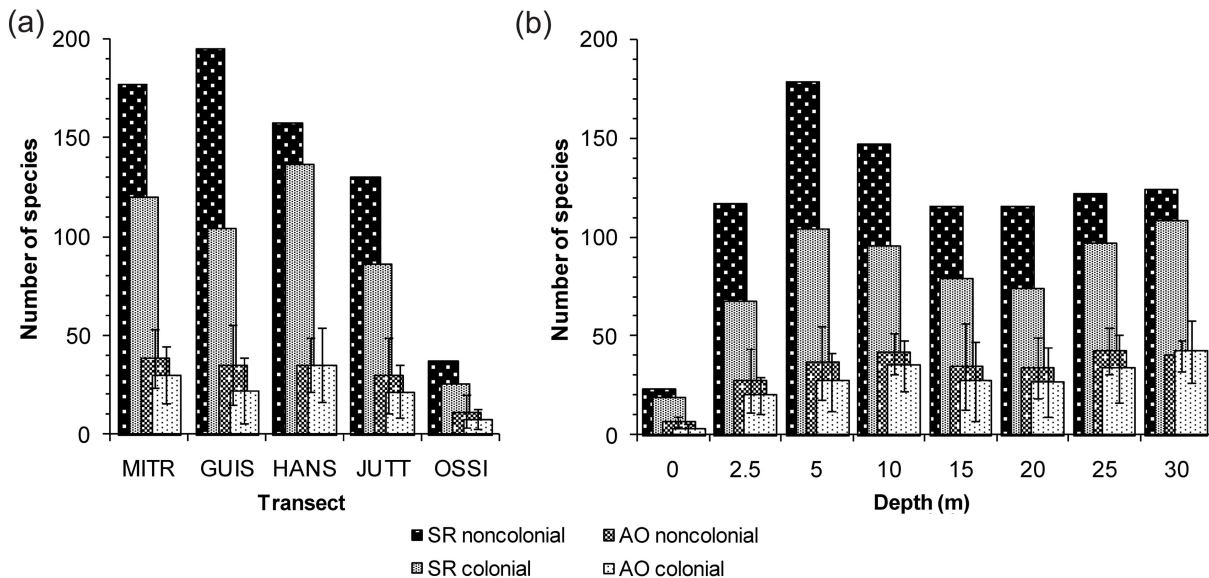 (a)
200
150
100
50
0
Number of species
MITR GUIS HANS JUTT OSSI
Transect
(b)
200
150
100
50
0
Number of species
0 2.5 5 10 15 20 25 30
Depth (m)
SR noncolonial AO noncolonial
SR colonial AO colonial